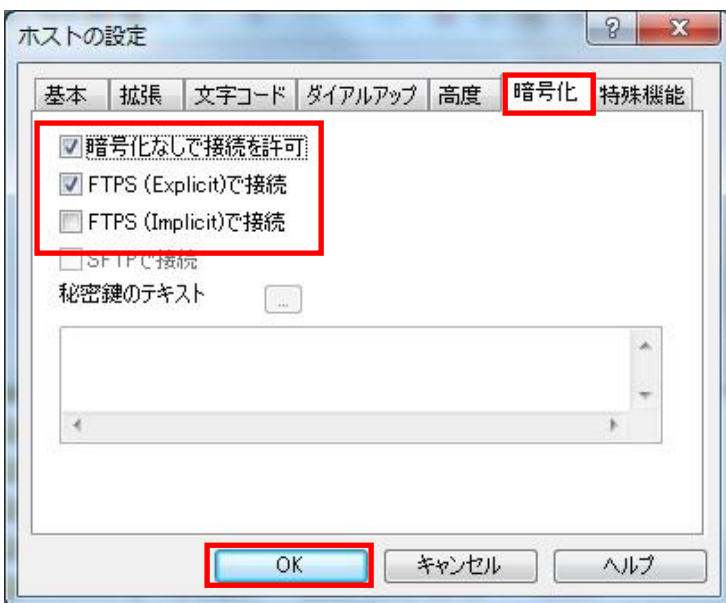 ホストの設定
基本 拡張 文字コード ダイアルアップ 高度 暗号化 特殊機能
暗号化なしで接続を許可
FTPS (Explicit)で接続
FTPS (Implicit)で接続
SFTPで接続
秘密鍵のテキスト ...
OK キャンセル ヘルプ